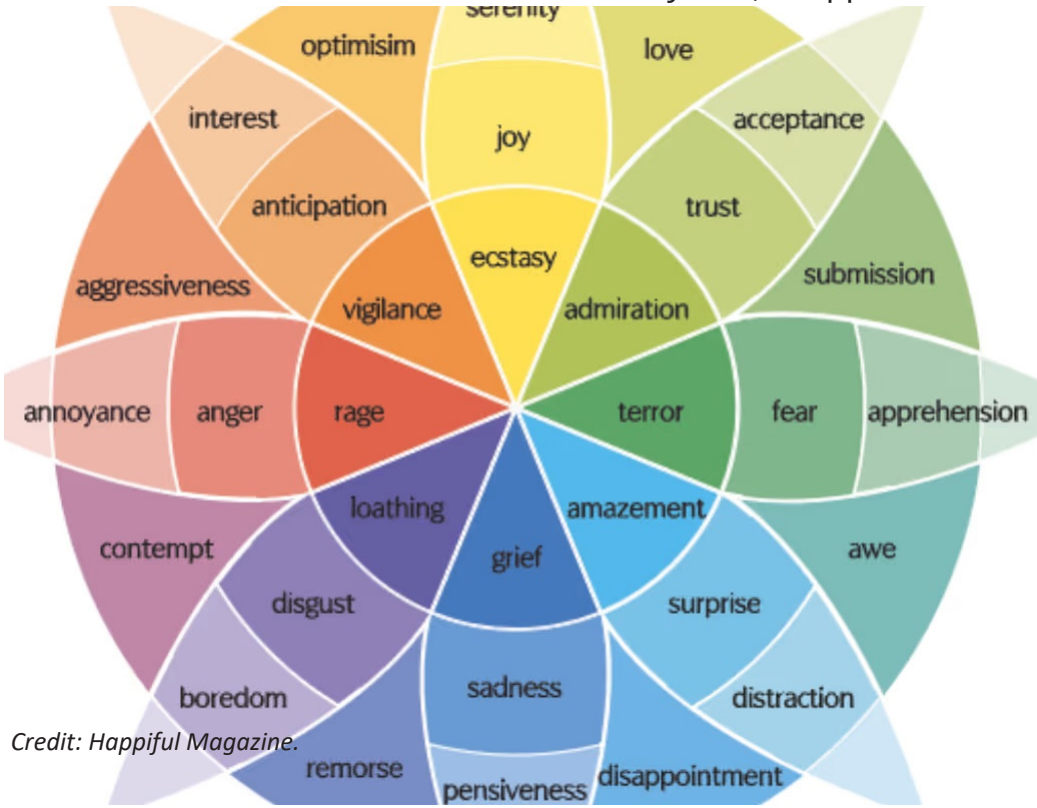 serenity
optimisim
love
interest
acceptance
joy
anticipation
trust
ecstasy
submission
aggressiveness
vigilance
admiration
annoyance
anger
rage
terror
fear
apprehension
loathing
amazement
contempt
grief
awe
disgust
surprise
sadness
boredom
distraction
Credit: Happiful Magazine.
remorse
disappointment
pensiveness